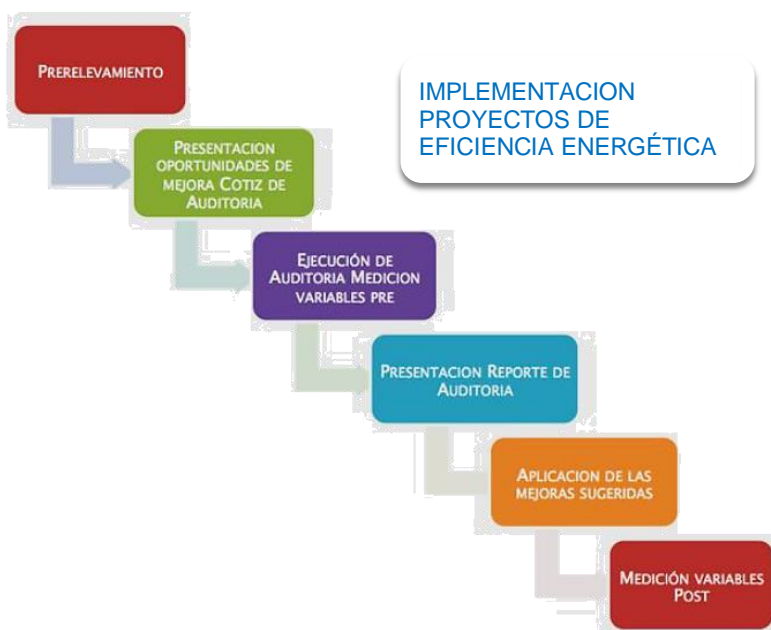 PRERELEVAMIENTO
IMPLEMENTACION
PROYECTOS DE
EFICIENCIA ENERGÉTICA
PRESENTACION
OPORTUNIDADES DE
MEJORA COTIZ DE
AUDITORIA
EJECUCIÓN DE
AUDITORIA MEDICION
VARIABLES PRE
PRESENTACION REPORTE DE
AUDITORIA
APLICACION DE LAS
MEJORAS SUGERIDAS
MEDICIÓN VARIABLES
POST